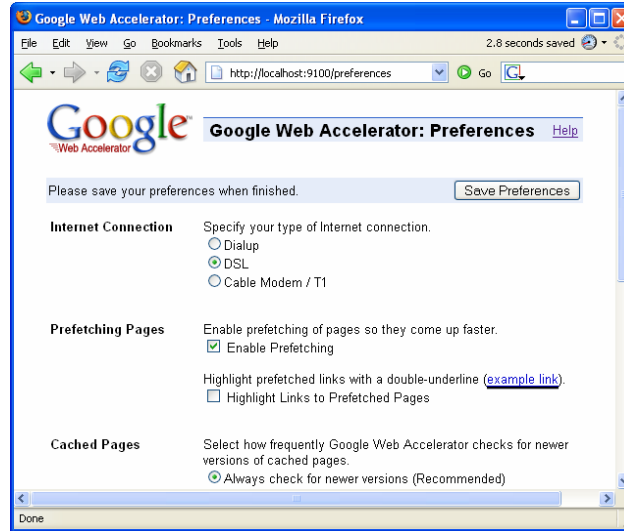 Google Web Accelerator: Preferences - Mozilla Firefox
File Edit View Go Bookmarks Tools Help 2.8 seconds saved
http://localhost:9100/preferences Go G
Google™
Web Accelerator
Google Web Accelerator: Preferences Help
Please save your preferences when finished. Save Preferences
Internet Connection Specify your type of Internet connection.
Dialup
DSL
Cable Modem / T1
Prefetching Pages Enable prefetching of pages so they come up faster.
Enable Prefetching
Highlight prefetched links with a double-underline (example link).
Highlight Links to Prefetched Pages
Cached Pages Select how frequently Google Web Accelerator checks for newer
versions of cached pages.
Always check for newer versions (Recommended)
Done